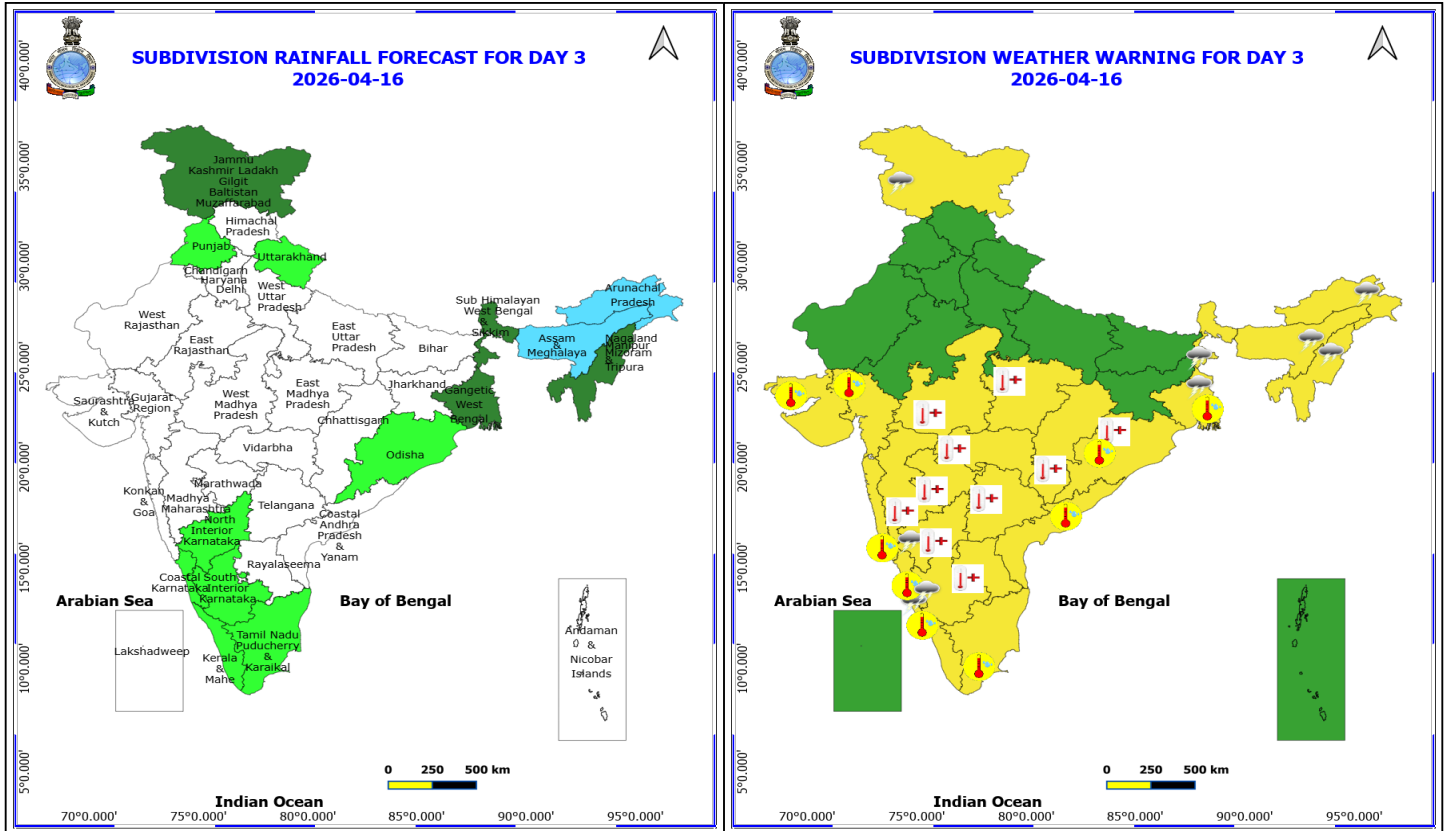 SUBDIVISION RAINFALL FORECAST FOR DAY 3
2026-04-16
40°0.000'
35°0.000'
30°0.000'
25°0.000'
20°0.000'
15°0.000'
10°0.000'
5°0.000'
Jammu
Kashmir Ladakh
Gilgit
Baltistan
Muzaffarabad
Himachal
Pradesh
Punjab
Uttarakhand
Chandigarh
Haryana
Delhi
West
Uttar
Pradesh
West
Rajasthan
East
Rajasthan
East
Uttar
Pradesh
Bihar
Sub Himalayan
West Bengal
&
Sikkim
Arunachal
Pradesh
Assam
&
Meghalaya
Nagaland
Manipur
Mizoram
&
Tripura
Saurashtra
&
Kutch
Gujarat
Region
West
Madhya
Pradesh
East
Madhya
Pradesh
Jharkhand
Gangetic
West
Bengal
Chhattisgarh
Odisha
Vidarbha
Konkan
&
Goa
Madhya
Maharashtra
Marathwada
Telangana
North
Interior
Karnataka
Coastal
Andhra
Pradesh
&
Yanam
Rayalaseema
Coastal
Karnataka
South
Interior
Karnataka
Arabian Sea
Bay of Bengal
Lakshadweep
Kerala
&
Mahe
Tamil Nadu
Puducherry
&
Karaikal
Andaman
&
Nicobar
Islands
0 250 500 km
Indian Ocean
70°0.000' 75°0.000' 80°0.000' 85°0.000' 90°0.000' 95°0.000'
SUBDIVISION WEATHER WARNING FOR DAY 3
2026-04-16
40°0.000'
35°0.000'
30°0.000'
25°0.000'
20°0.000'
15°0.000'
10°0.000'
5°0.000'
Arabian Sea
Bay of Bengal
0 250 500 km
Indian Ocean
70°0.000' 75°0.000' 80°0.000' 85°0.000' 90°0.000' 95°0.000'